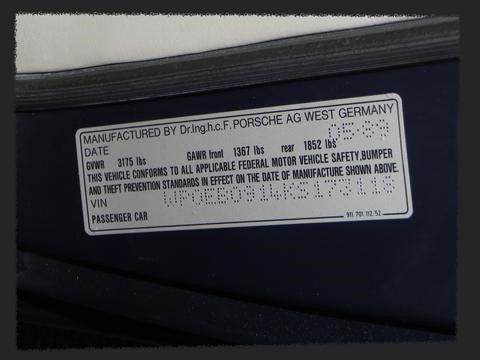 MANUFACTURED BY Dr.Ing.h.c.F. PORSCHE AG WEST GERMANY
DATE 05-89
GVWR 3175 lbs GAWR front 1367 lbs rear 1852 lbs
THIS VEHICLE CONFORMS TO ALL APPLICABLE FEDERAL MOTOR VEHICLE SAFETY, BUMPER
AND THEFT PREVENTION STANDARDS IN EFFECT ON THE DATE OF MANUFACTURE SHOWN ABOVE.
VIN WP0EB0914KS173118
PASSENGER CAR 911. 701. 112. 52